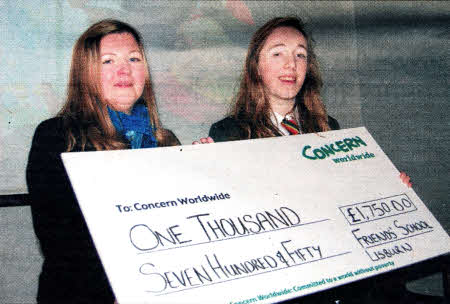 CONCERN
worldwide
To: Concern Worldwide
ONE THOUSAND
SEVEN HUNDRED & FIFTY
£1,750.00
FRIENDS' SCHOOL
LISBURN
Concern Worldwide: Committed to a world without poverty